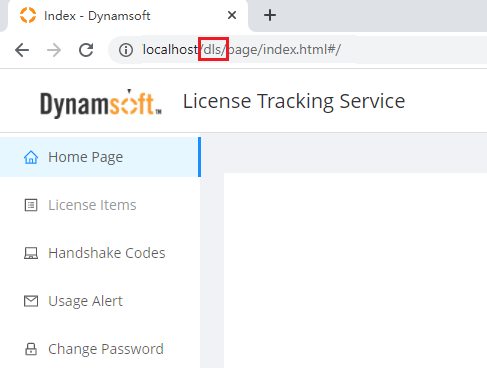 Index - Dynamsoft
localhost/dls/page/index.html#/
Dynamsoft™ License Tracking Service
Home Page
License Items
Handshake Codes
Usage Alert
Change Password